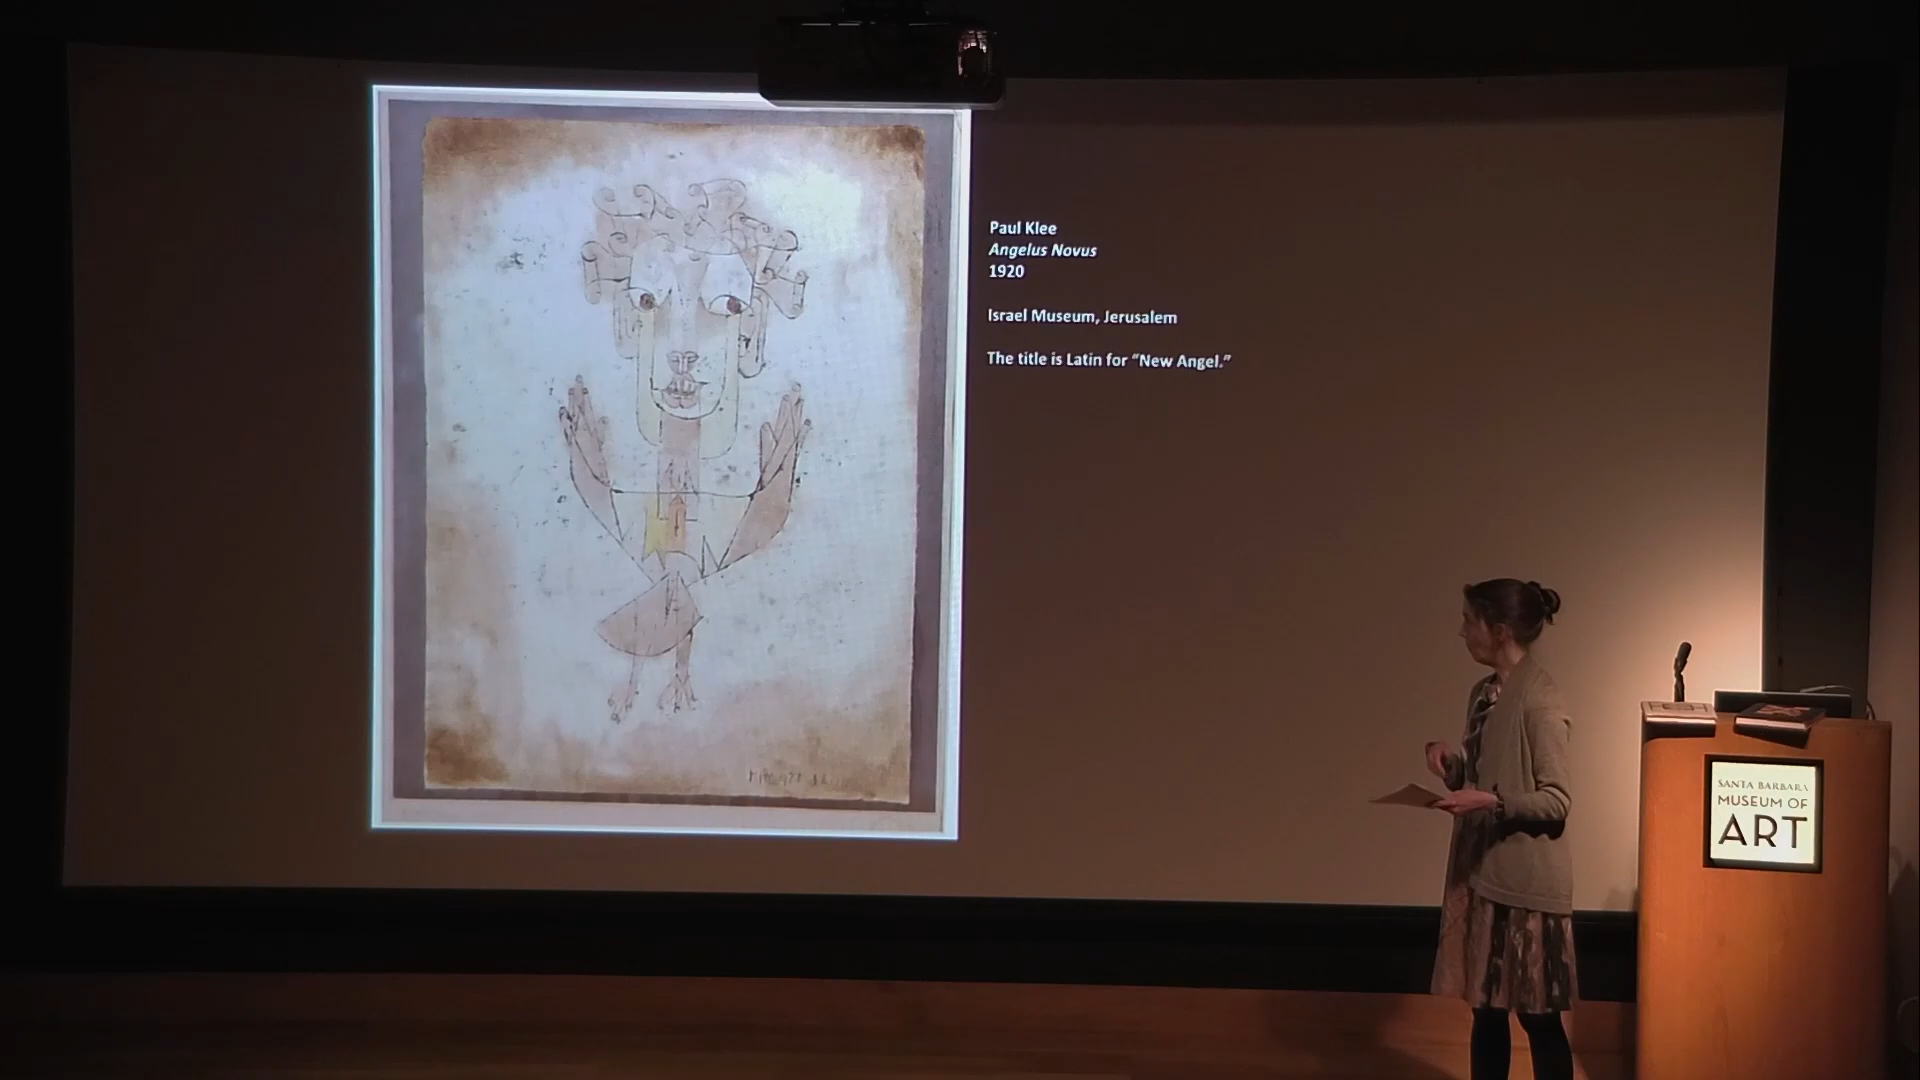 Paul Klee
Angelus Novus
1920
Israel Museum, Jerusalem
The title is Latin for “New Angel.”
SANTA BARBARA
MUSEUM OF
ART